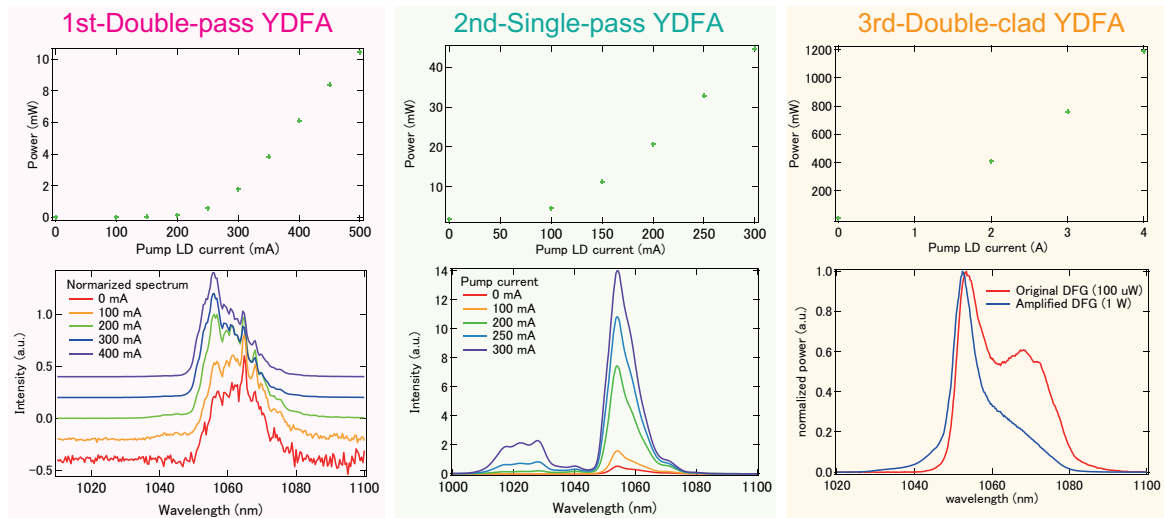 1st-Double-pass YDFA
2nd-Single-pass YDFA
3rd-Double-clad YDFA
10
8
6
4
2
0
Power (mW)
0
100
200
300
400
500
Pump LD current (mA)
40
30
20
10
Power (mW)
0
50
100
150
200
250
300
Pump LD current (mA)
1200
1000
800
600
400
200
Power (mW)
0
1
2
3
4
Pump LD current (A)
Normarized spectrum
0 mA
100 mA
200 mA
300 mA
400 mA
1.0
0.5
0.0
−0.5
Intensity (a.u.)
1020
1040
1060
1080
1100
Wavelength (nm)
Pump current
0 mA
100 mA
200 mA
250 mA
300 mA
14
12
10
8
6
4
2
0
Intensity (a.u.)
1000
1020
1040
1060
1080
1100
Wavelength (nm)
Original DFG (100 uW)
Amplified DFG (1 W)
1.0
0.8
0.6
0.4
0.2
0.0
normalized power (a.u.)
1020
1040
1060
1080
1100
wavelength (nm)